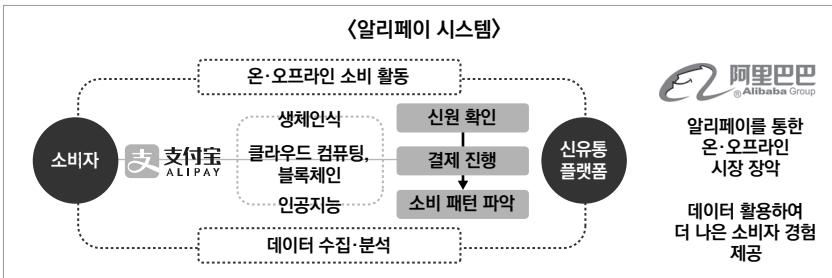 〈알리페이 시스템〉
온·오프라인 소비 활동
소비자
支
支付宝
ALIPAY
생체인식
클라우드 컴퓨팅,
블록체인
인공지능
신원 확인
결제 진행
소비 패턴 파악
신유통
플랫폼
데이터 수집·분석
阿里巴巴
® Alibaba Group
알리페이를 통한
온·오프라인
시장 장악
데이터 활용하여
더 나은 소비자 경험
제공